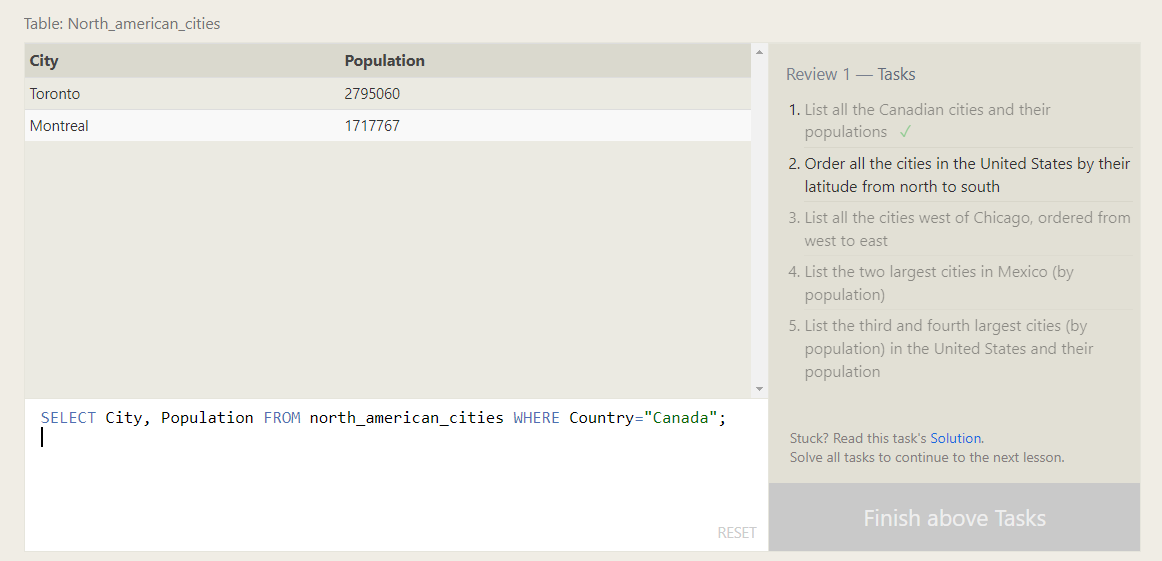 Table: North_american_cities
City Population
Toronto 2795060
Montreal 1717767
SELECT City, Population FROM north_american_cities WHERE Country="Canada";
RESET
Review 1 — Tasks
1. List all the Canadian cities and their
populations ✓
2. Order all the cities in the United States by their
latitude from north to south
3. List all the cities west of Chicago, ordered from
west to east
4. List the two largest cities in Mexico (by
population)
5. List the third and fourth largest cities (by
population) in the United States and their
population
Stuck? Read this task's Solution.
Solve all tasks to continue to the next lesson.
Finish above Tasks